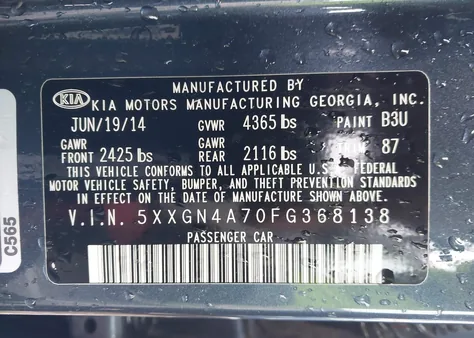 MANUFACTURED BY
KIA KIA MOTORS MANUFACTURING GEORGIA, INC.
JUN/19/14 GVWR 4365 lbs PAINT B3U
GAWR GAWR TRIM 87
FRONT 2425 lbs REAR 2116 lbs
THIS VEHICLE CONFORMS TO ALL APPLICABLE U.S. FEDERAL
MOTOR VEHICLE SAFETY, BUMPER, AND THEFT PREVENTION STANDARDS
IN EFFECT ON THE DATE OF MANUFACTURE SHOWN ABOVE.
V.I.N. 5XXGN4A70FG368138
PASSENGER CAR
C565